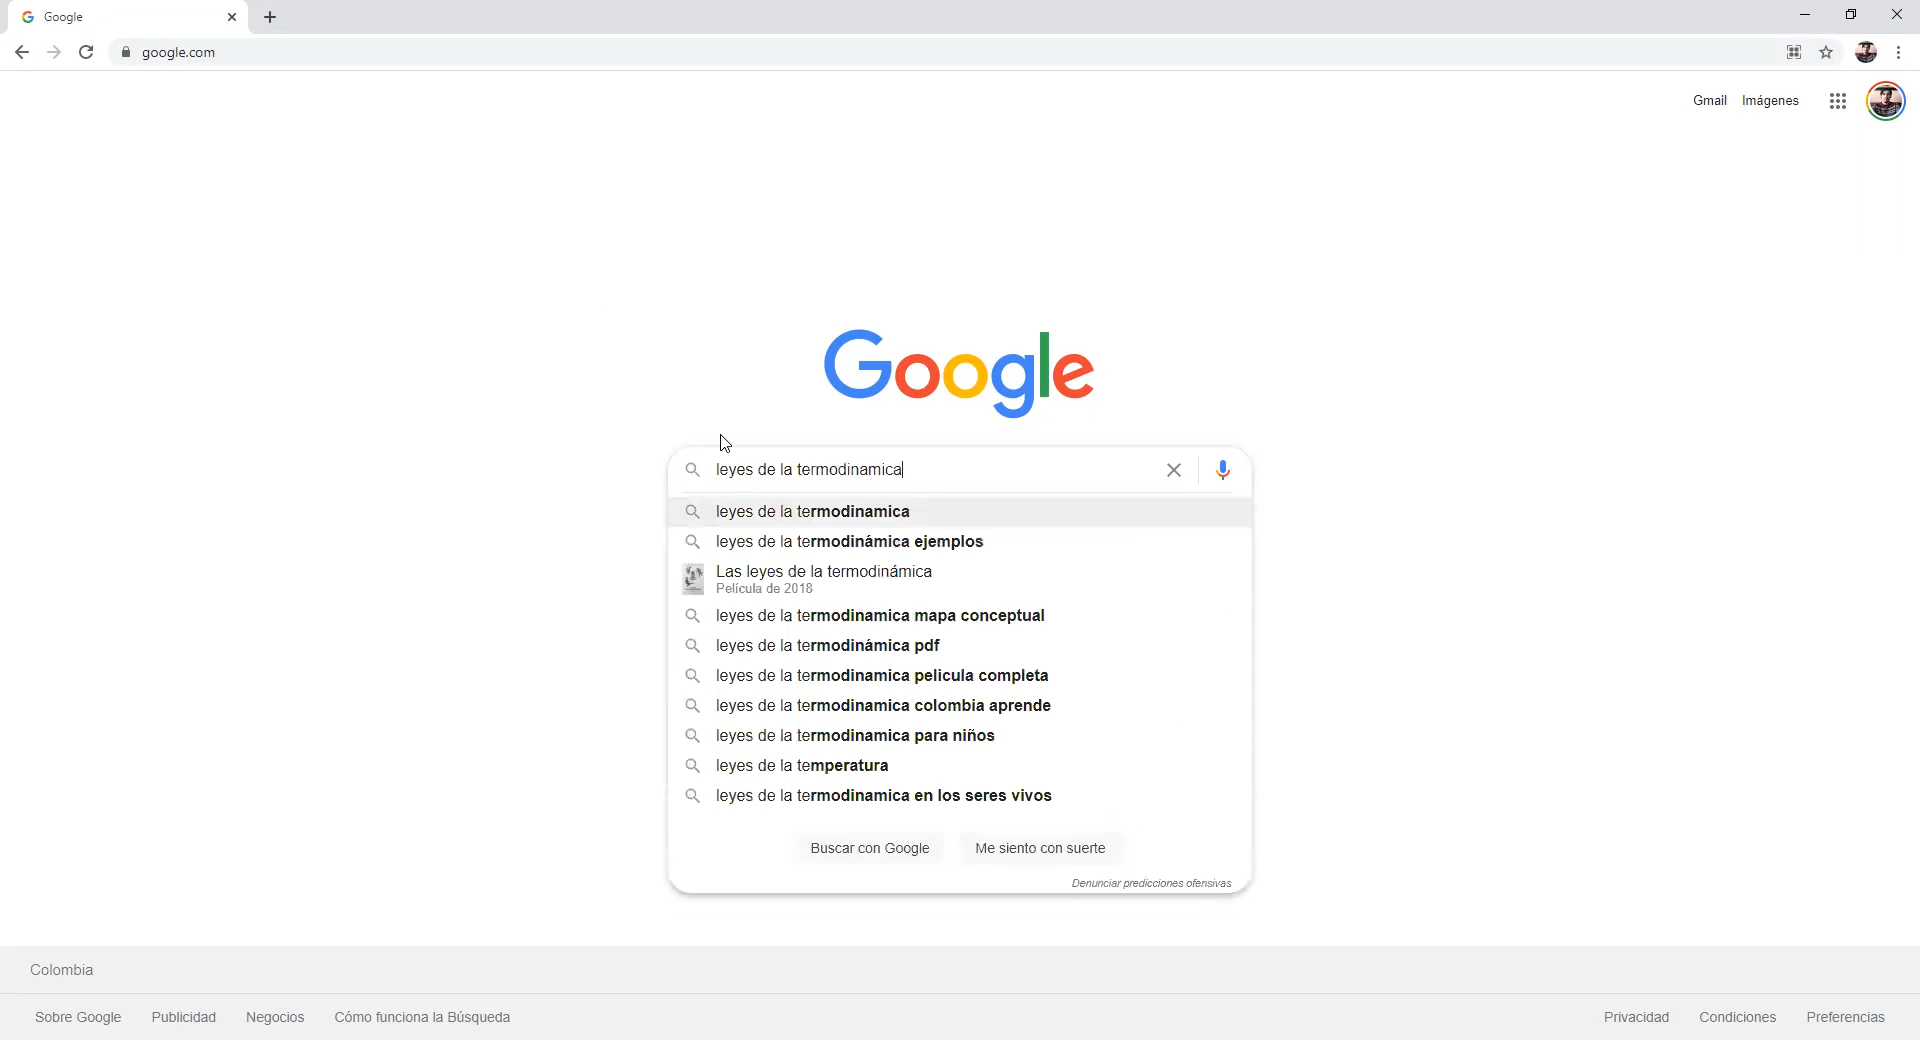 Google
google.com
Gmail Imágenes
Google
leyes de la termodinamica
leyes de la termodinamica
leyes de la termodinámica ejemplos
Las leyes de la termodinámica
Película de 2018
leyes de la termodinamica mapa conceptual
leyes de la termodinámica pdf
leyes de la termodinamica pelicula completa
leyes de la termodinamica colombia aprende
leyes de la termodinamica para niños
leyes de la temperatura
leyes de la termodinamica en los seres vivos
Buscar con Google Me siento con suerte
Denunciar predicciones ofensivas
Colombia
Sobre Google Publicidad Negocios Cómo funciona la Búsqueda Privacidad Condiciones Preferencias